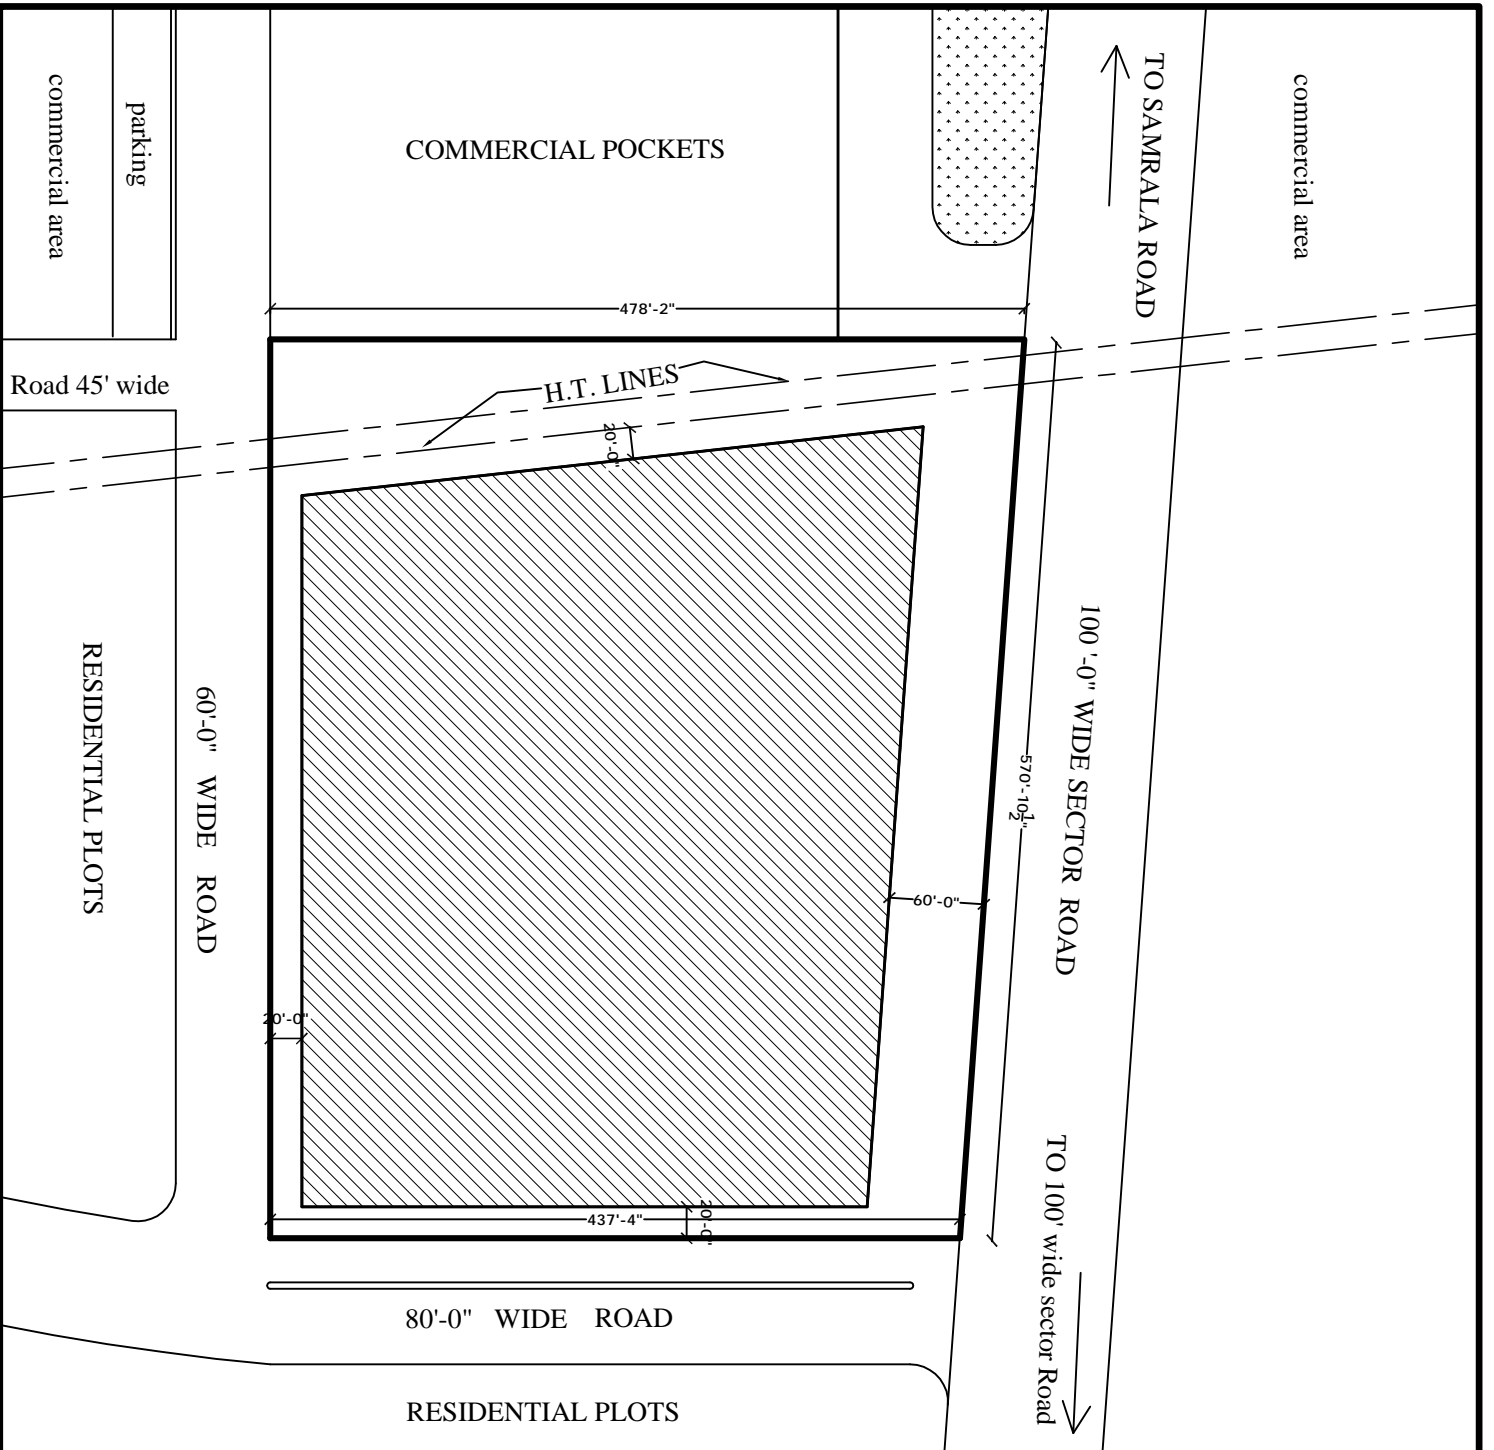 commercial area
parking
COMMERCIAL POCKETS
TO SAMRALA ROAD
commercial area
478'-2"
Road 45' wide
H.T. LINES
20'-0"
RESIDENTIAL PLOTS
60'-0" WIDE ROAD
100 '-0" WIDE SECTOR ROAD
570'-10½"
60'-0"
20'-0"
437'-4"
20'-0"
TO 100' wide sector Road
80'-0" WIDE ROAD
RESIDENTIAL PLOTS